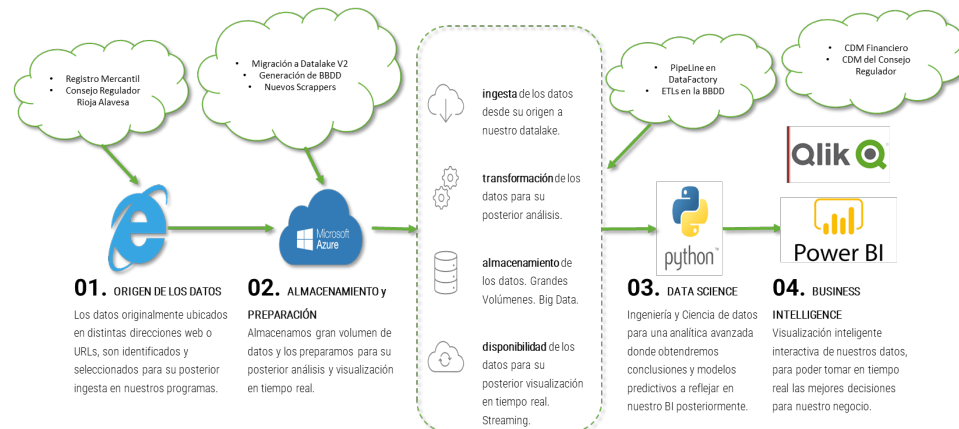 • Registro Mercantil
• Consejo Regulador
Rioja Alavesa
• Migración a Datalake V2
• Generación de BBDD
• Nuevos Scrappers
• PipeLine en
DataFactory
• ETLs en la BBDD
• CDM Financiero
• CDM del Consejo
Regulador
Microsoft
Azure
ingesta de los datos
desde su origen a
nuestro datalake.
transformación de los
datos para su
posterior análisis.
almacenamiento de
los datos. Grandes
Volúmenes. Big Data.
disponibilidad de los
datos para su
posterior visualización
en tiempo real.
Streaming.
python™
Qlik
Power BI
01. ORIGEN DE LOS DATOS
Los datos originalmente ubicados
en distintas direcciones web o
URLs, son identificados y
seleccionados para su posterior
ingesta en nuestros programas.
02. ALMACENAMIENTO y
PREPARACIÓN
Almacenamos gran volumen de
datos y los preparamos para su
posterior análisis y visualización
en tiempo real.
03. DATA SCIENCE
Ingeniería y Ciencia de datos
para una analítica avanzada
donde obtendremos
conclusiones y modelos
predictivos a reflejar en
nuestro BI posteriormente.
04. BUSINESS
INTELLIGENCE
Visualización inteligente
interactiva de nuestros datos,
para poder tomar en tiempo
real las mejores decisiones
para nuestro negocio.